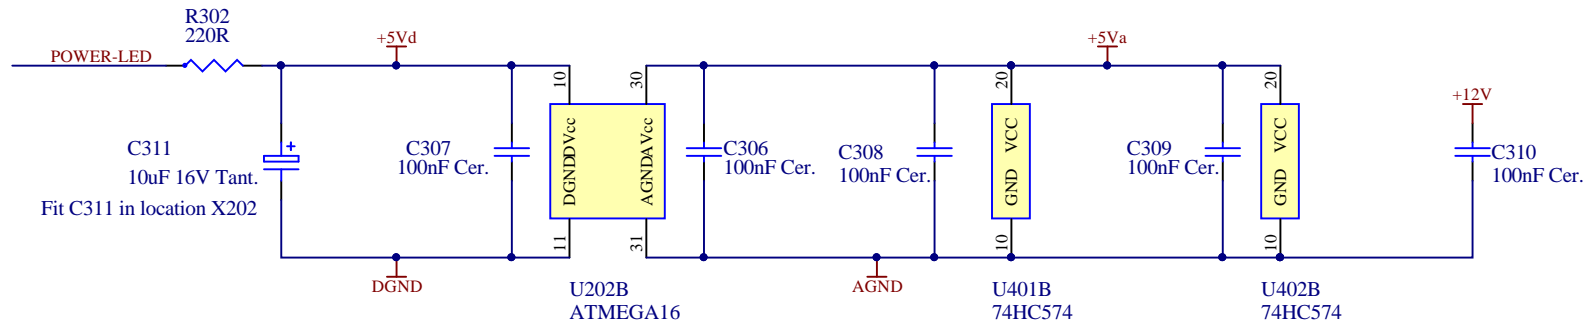 R302
220R
POWER-LED
+5Vd
+5Va
+12V
10
30
20
20
C311
10uF 16V Tant.
Fit C311 in location X202
+
C307
100nF Cer.
DGND DVcc
AGND AVcc
C306
100nF Cer.
C308
100nF Cer.
GND VCC
C309
100nF Cer.
GND VCC
C310
100nF Cer.
11
31
10
10
DGND
AGND
U202B
ATMEGA16
U401B
74HC574
U402B
74HC574